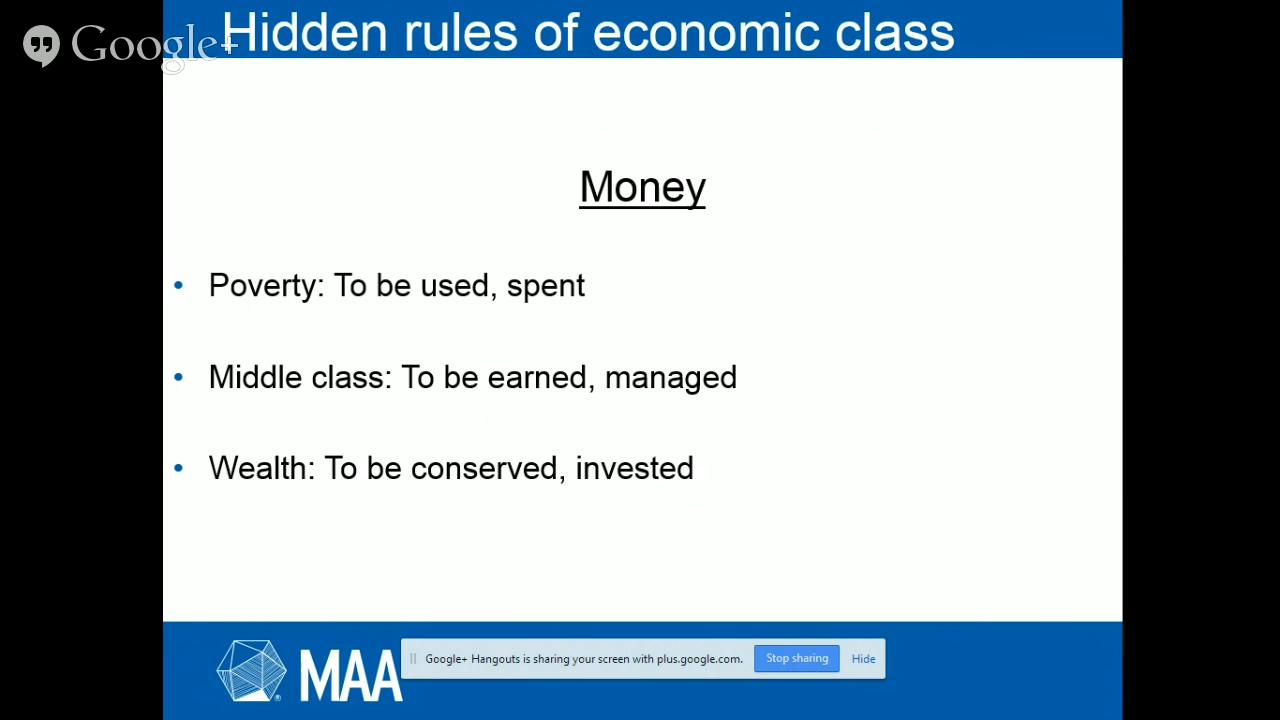 Hidden rules of economic class
Google+
Money
• Poverty: To be used, spent
• Middle class: To be earned, managed
• Wealth: To be conserved, invested
MAA
®
Google+ Hangouts is sharing your screen with plus.google.com. Stop sharing Hide